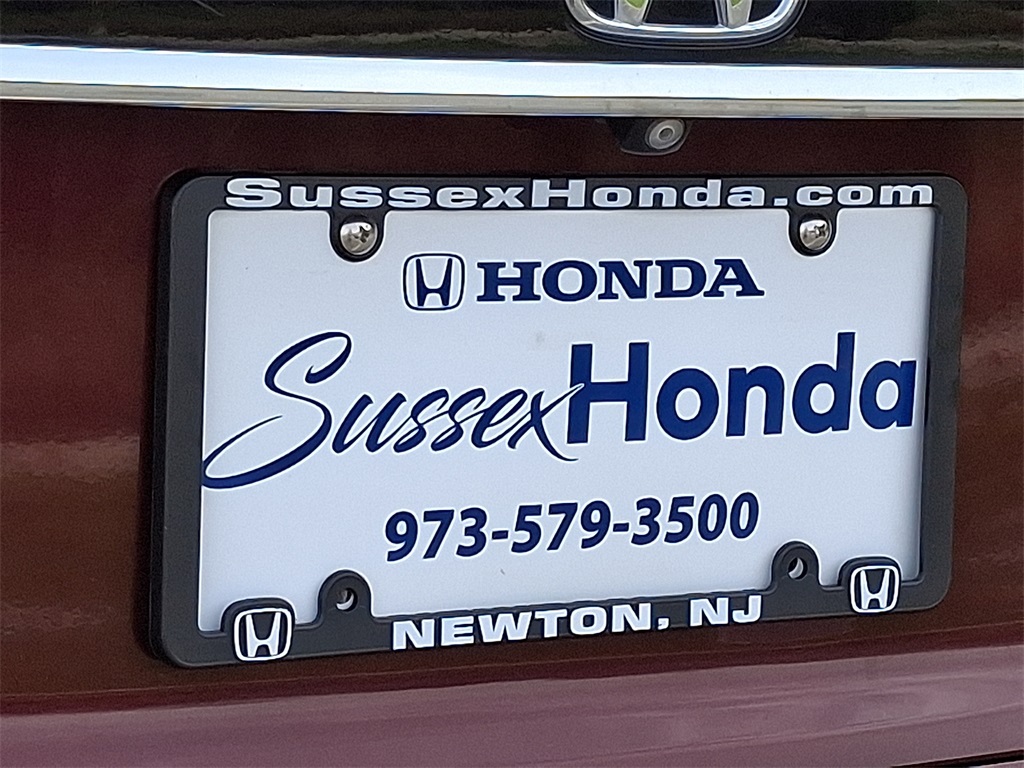 SussexHonda.com
HONDA
SussexHonda
973-579-3500
NEWTON, NJ